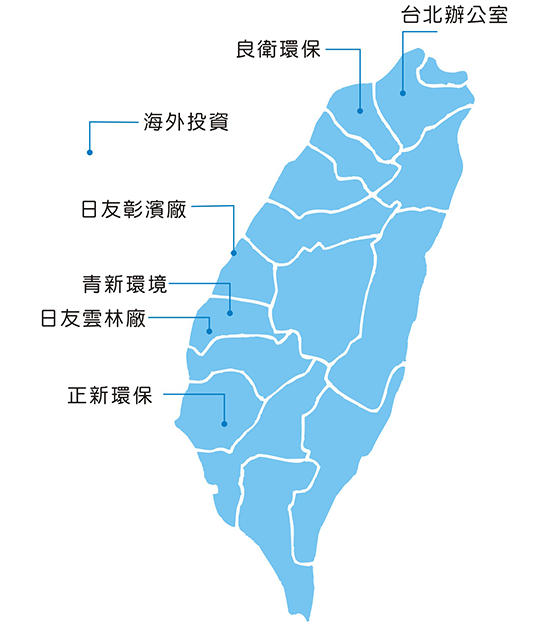 台北辦公室
良衛環保
海外投資
日友彰濱廠
青新環境
日友雲林廠
正新環保